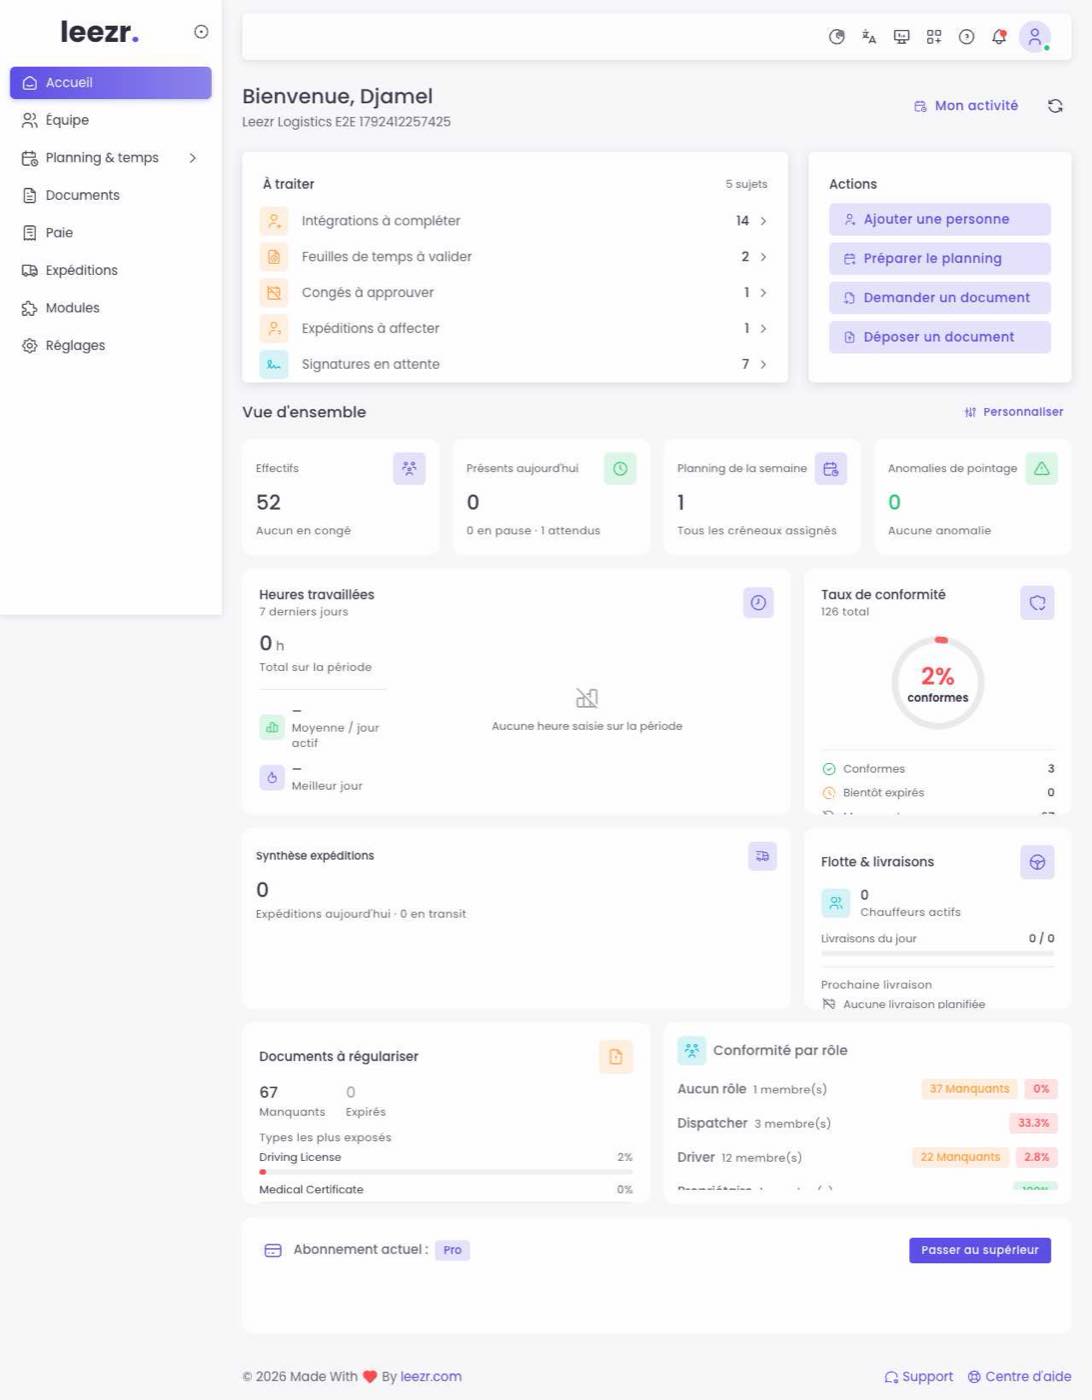 leezr.
Accueil
Équipe
Planning & temps
Documents
Paie
Expéditions
Modules
Réglages
Bienvenue, Djamel
Leezr Logistics E2E 1792412257425
Mon activité
À traiter
5 sujets
Intégrations à compléter 14
Feuilles de temps à valider 2
Congés à approuver 1
Expéditions à affecter 1
Signatures en attente 7
Actions
Ajouter une personne
Préparer le planning
Demander un document
Déposer un document
Vue d'ensemble
Personnaliser
Effectifs
52
Aucun en congé
Présents aujourd'hui
0
0 en pause · 1 attendus
Planning de la semaine
1
Tous les créneaux assignés
Anomalies de pointage
0
Aucune anomalie
Heures travaillées
7 derniers jours
0 h
Total sur la période
–
Moyenne / jour
actif
–
Meilleur jour
Aucune heure saisie sur la période
Taux de conformité
126 total
2%
conformes
Conformes 3
Bientôt expirés 0
Synthèse expéditions
0
Expéditions aujourd'hui · 0 en transit
Flotte & livraisons
0
Chauffeurs actifs
Livraisons du jour 0 / 0
Prochaine livraison
Aucune livraison planifiée
Documents à régulariser
67 0
Manquants Expirés
Types les plus exposés
Driving License 2%
Medical Certificate 0%
Conformité par rôle
Aucun rôle 1 membre(s) 37 Manquants 0%
Dispatcher 3 membre(s) 33.3%
Driver 12 membre(s) 22 Manquants 2.8%
Abonnement actuel : Pro
Passer au supérieur
© 2026 Made With By leezr.com
Support
Centre d'aide